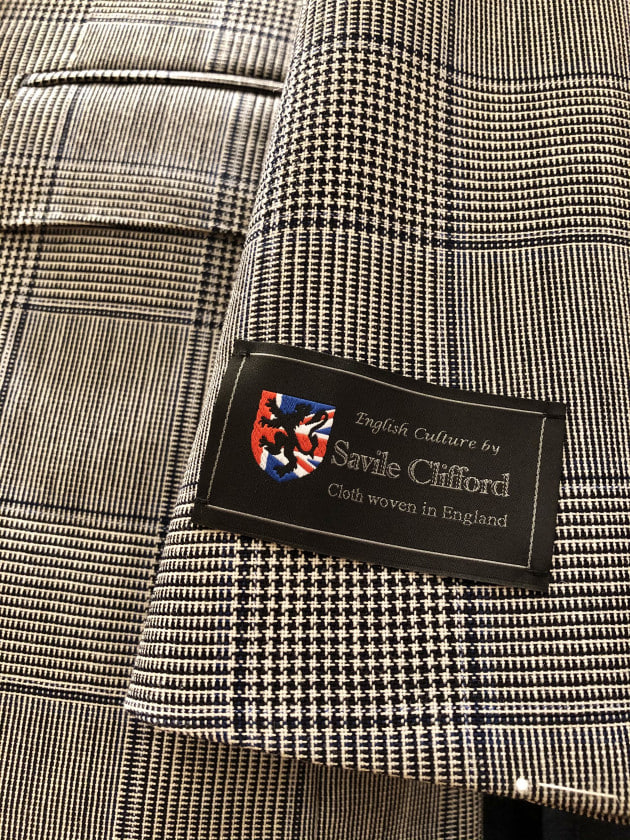 English Culture by
Savile Clifford
Cloth woven in England